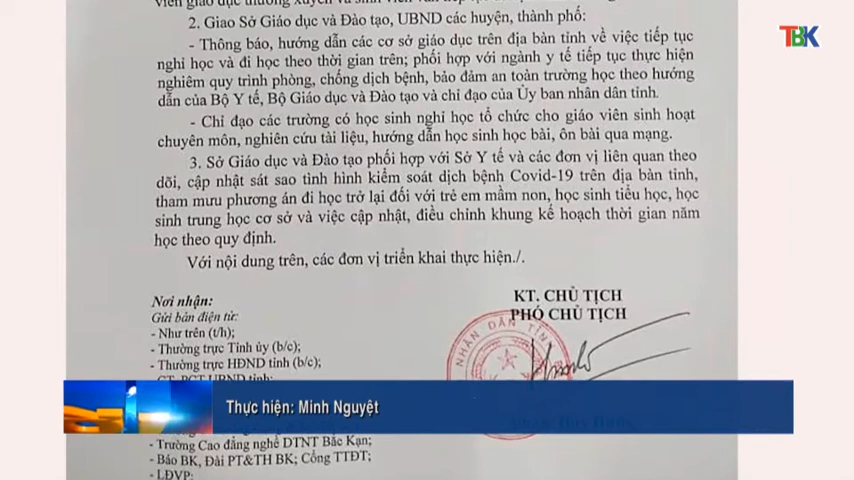 TBK
2. Giao Sở Giáo dục và Đào tạo, UBND các huyện, thành phố:
- Thông báo, hướng dẫn các cơ sở giáo dục trên địa bàn tỉnh về việc tiếp tục
nghỉ học và đi học theo thời gian trên; phối hợp với ngành y tế tiếp tục thực hiện
nghiêm quy trình phòng, chống dịch bệnh, bảo đảm an toàn trường học theo hướng
dẫn của Bộ Y tế, Bộ Giáo dục và Đào tạo và chỉ đạo của Ủy ban nhân dân tỉnh.
- Chỉ đạo các trường có học sinh nghỉ học tổ chức cho giáo viên sinh hoạt
chuyên môn, nghiên cứu tài liệu, hướng dẫn học sinh học bài, ôn bài qua mạng.
3. Sở Giáo dục và Đào tạo phối hợp với Sở Y tế và các đơn vị liên quan theo
dõi, cập nhật sát sao tình hình kiểm soát dịch bệnh Covid-19 trên địa bàn tỉnh,
tham mưu phương án đi học trở lại đối với trẻ em mầm non, học sinh tiểu học, học
sinh trung học cơ sở và việc cập nhật, điều chỉnh khung kế hoạch thời gian năm
học theo quy định.
Với nội dung trên, các đơn vị triển khai thực hiện./.
Nơi nhận:
Gửi bản điện tử:
- Như trên (t/h);
- Thường trực Tỉnh ủy (b/c);
- Thường trực HĐND tỉnh (b/c);
- CT, PCT UBND tỉnh;
KT. CHỦ TỊCH
PHÓ CHỦ TỊCH
NHÂN DÂN TỈNH
Thực hiện: Minh Nguyệt
- Trường Cao đẳng nghề DTNT Bắc Kạn;
- Báo BK, Đài PT&TH BK; Cổng TTĐT;
- LĐVP;